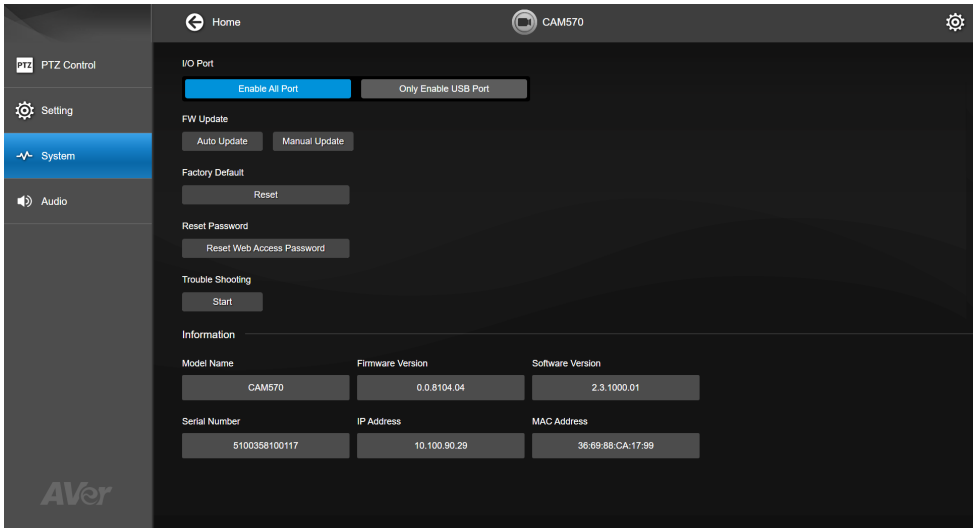 Home
CAM570
PTZ PTZ Control
Setting
System
Audio
I/O Port
Enable All Port Only Enable USB Port
FW Update
Auto Update Manual Update
Factory Default
Reset
Reset Password
Reset Web Access Password
Trouble Shooting
Start
Information
Model Name Firmware Version Software Version
CAM570 0.0.8104.04 2.3.1000.01
Serial Number IP Address MAC Address
5100358100117 10.100.90.29 36:69:88:CA:17:99
AVer